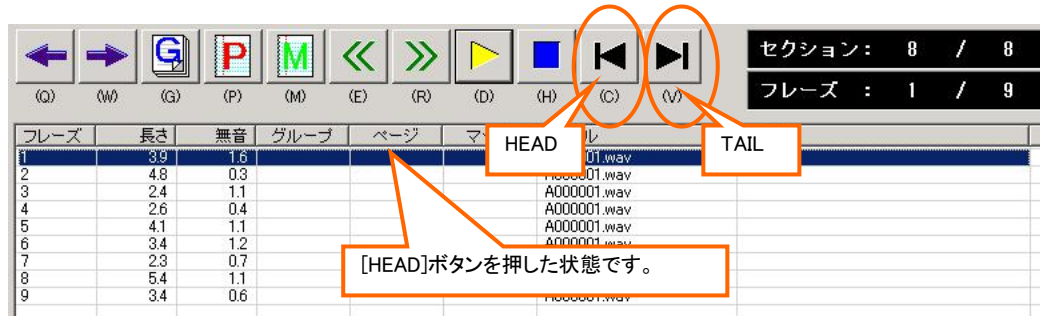 G P M
セクション: 8 / 8
フレーズ : 1 / 9
(Q) (W) (G) (P) (M) (E) (R) (D) (H) (C) (V)
HEAD TAIL
フレーズ 長さ 無音 グループ ページ
1 3.9 1.6
2 4.8 0.3
3 2.4 1.1 A000001.wav
4 2.6 0.4 A000001.wav
5 4.1 1.1 A000001.wav
6 3.4 1.2 A000001.wav
7 2.3 0.7
8 5.4 1.1
9 3.4 0.6
[HEAD]ボタンを押した状態です。